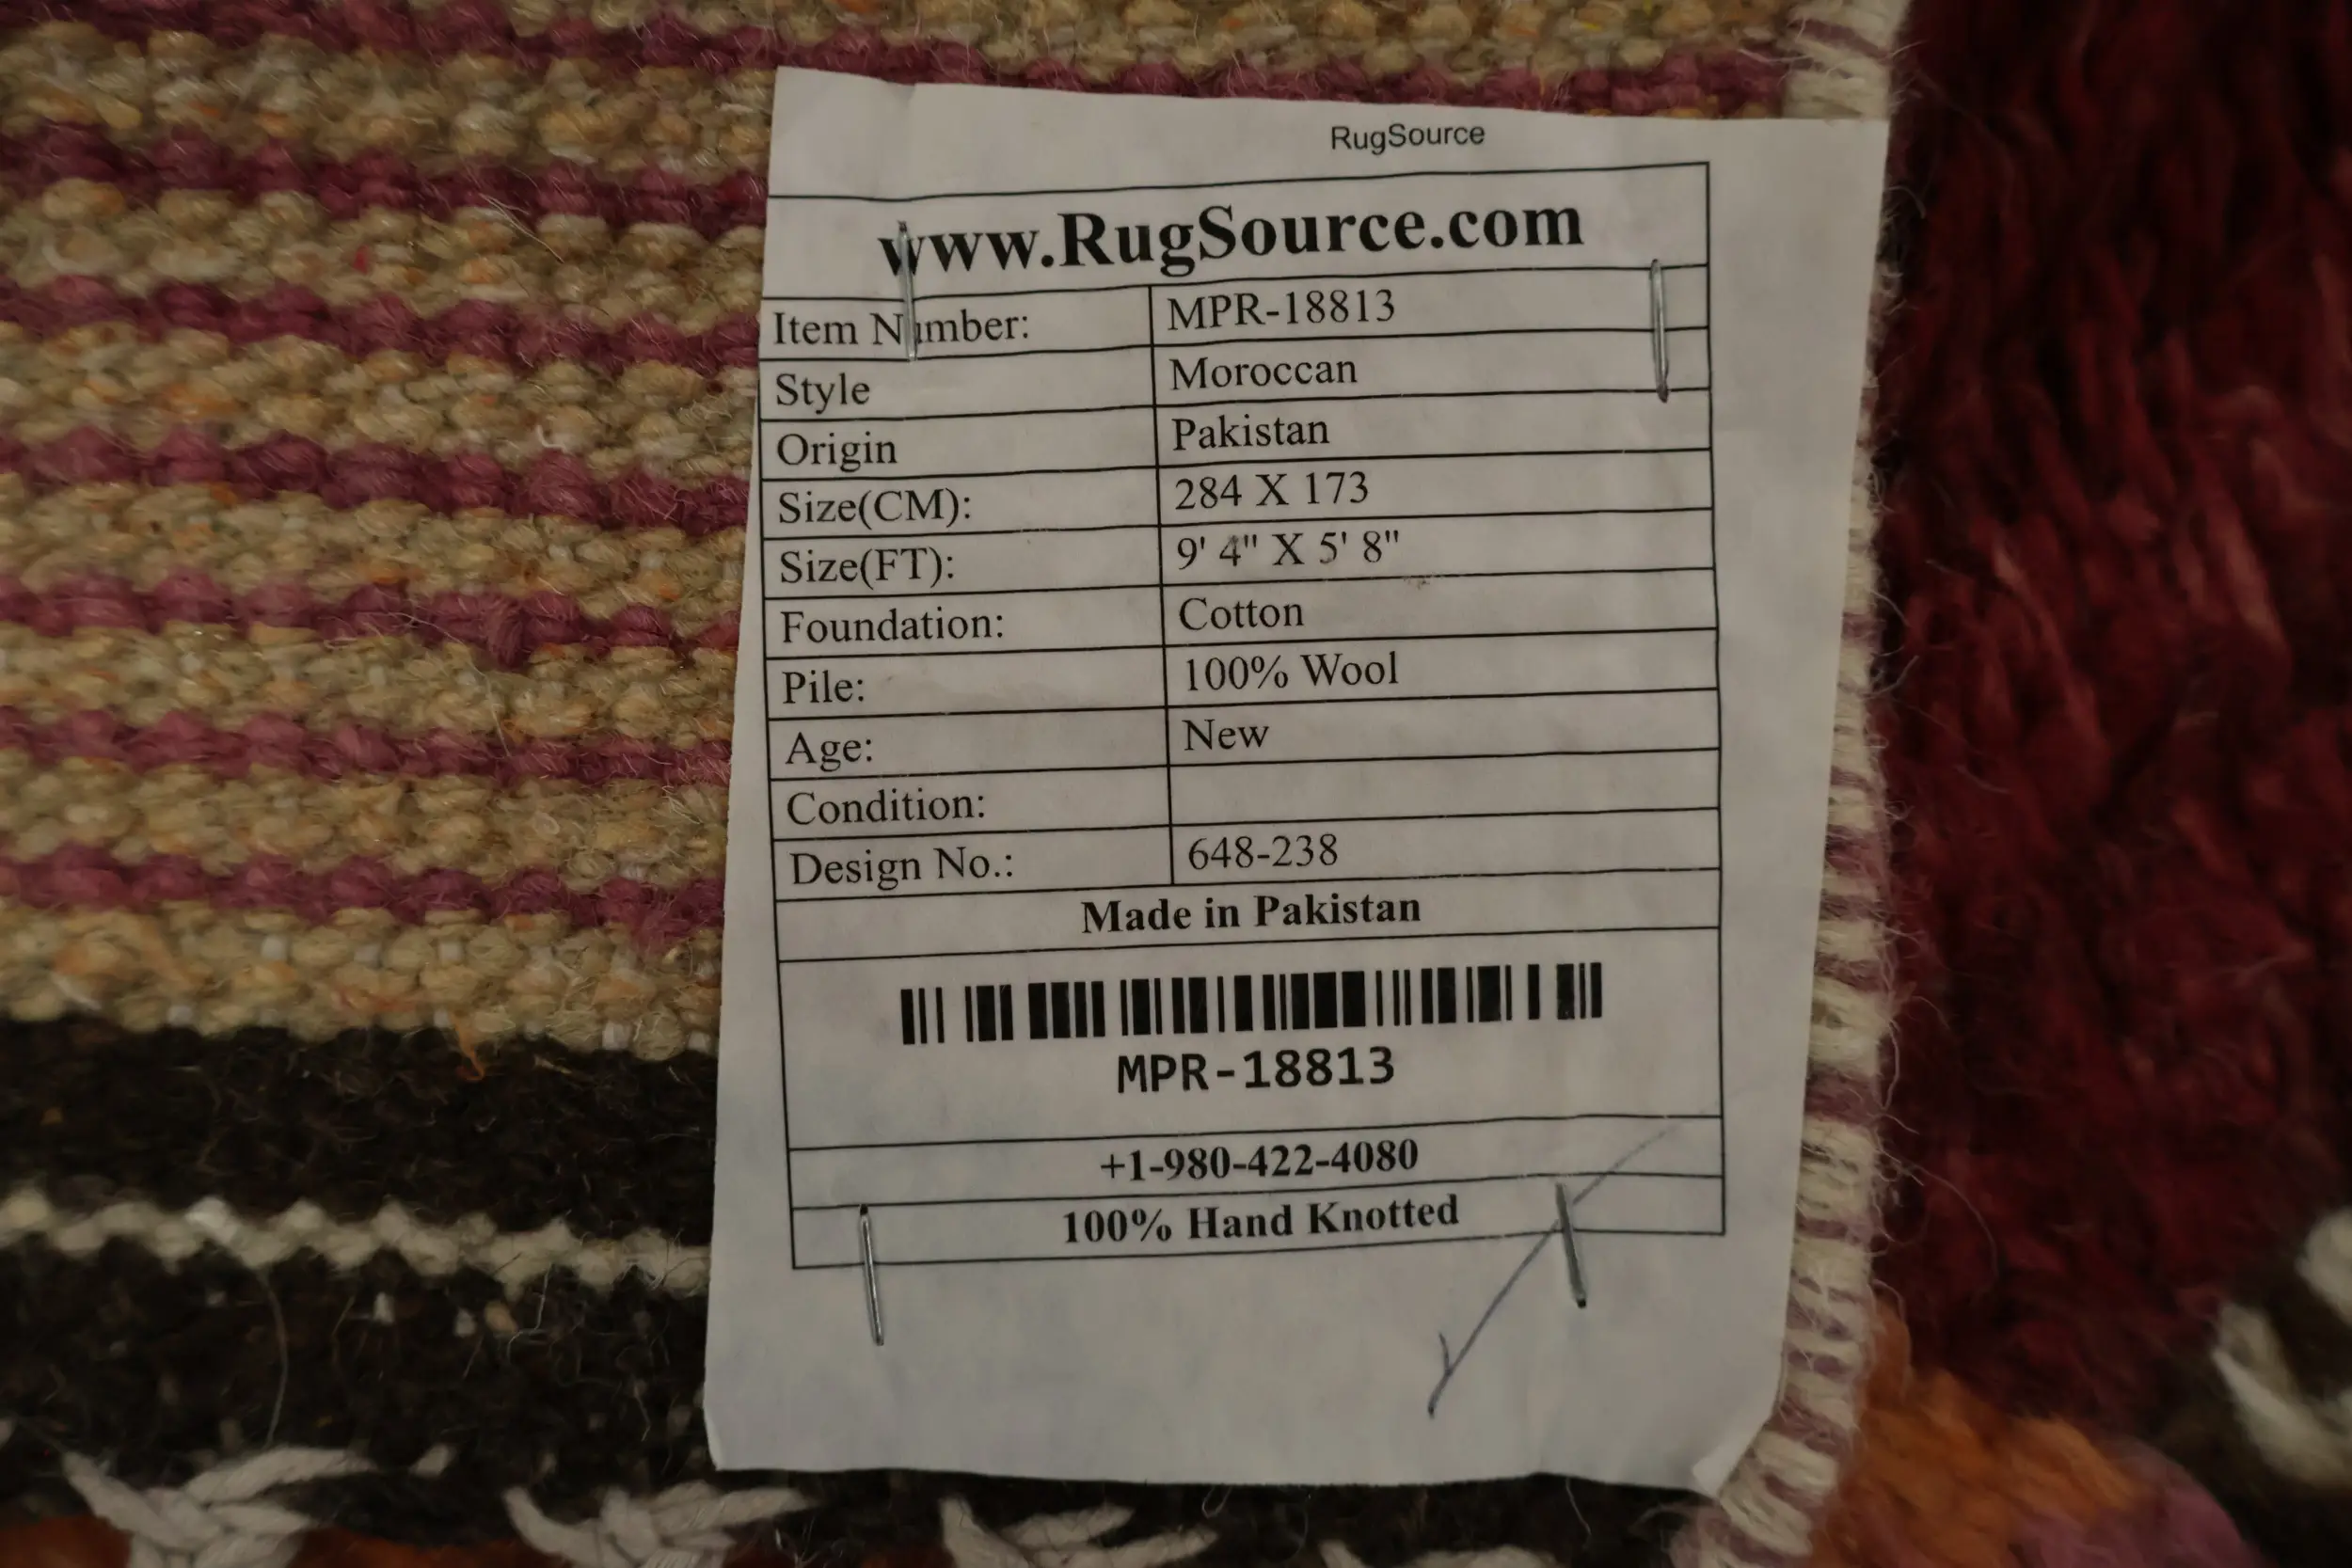 RugSource
www.RugSource.com
Item Number: MPR-18813
Style Moroccan
Origin Pakistan
Size(CM): 284 X 173
Size(FT): 9' 4" X 5' 8"
Foundation: Cotton
Pile: 100% Wool
Age: New
Condition:
Design No.: 648-238
Made in Pakistan
MPR-18813
+1-980-422-4080
100% Hand Knotted